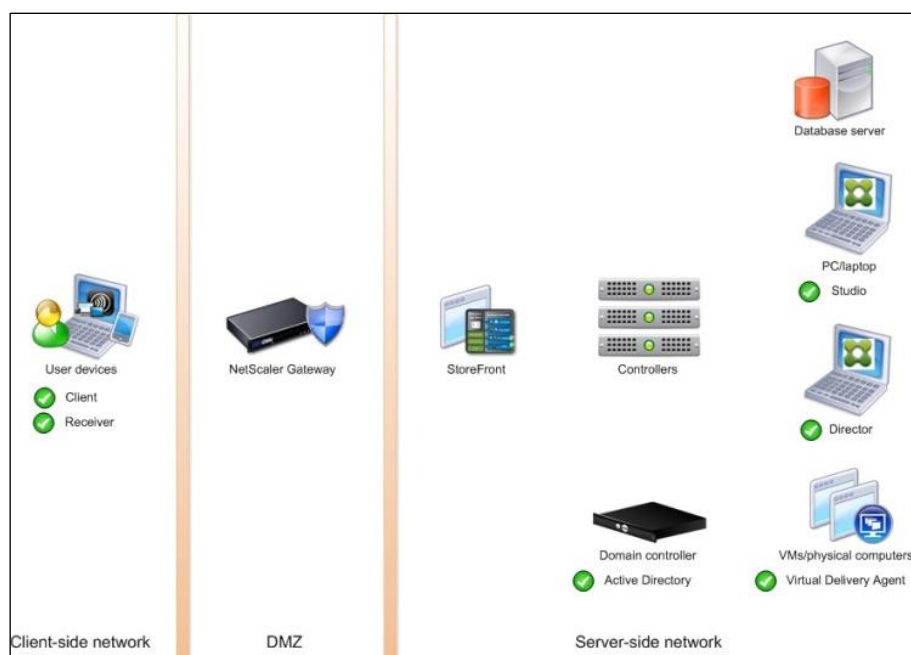 Database server
PC/laptop
Studio
User devices
Client
Receiver
NetScaler Gateway
StoreFront
Controllers
Director
Domain controller
Active Directory
VMs/physical computers
Virtual Delivery Agent
Client-side network
DMZ
Server-side network